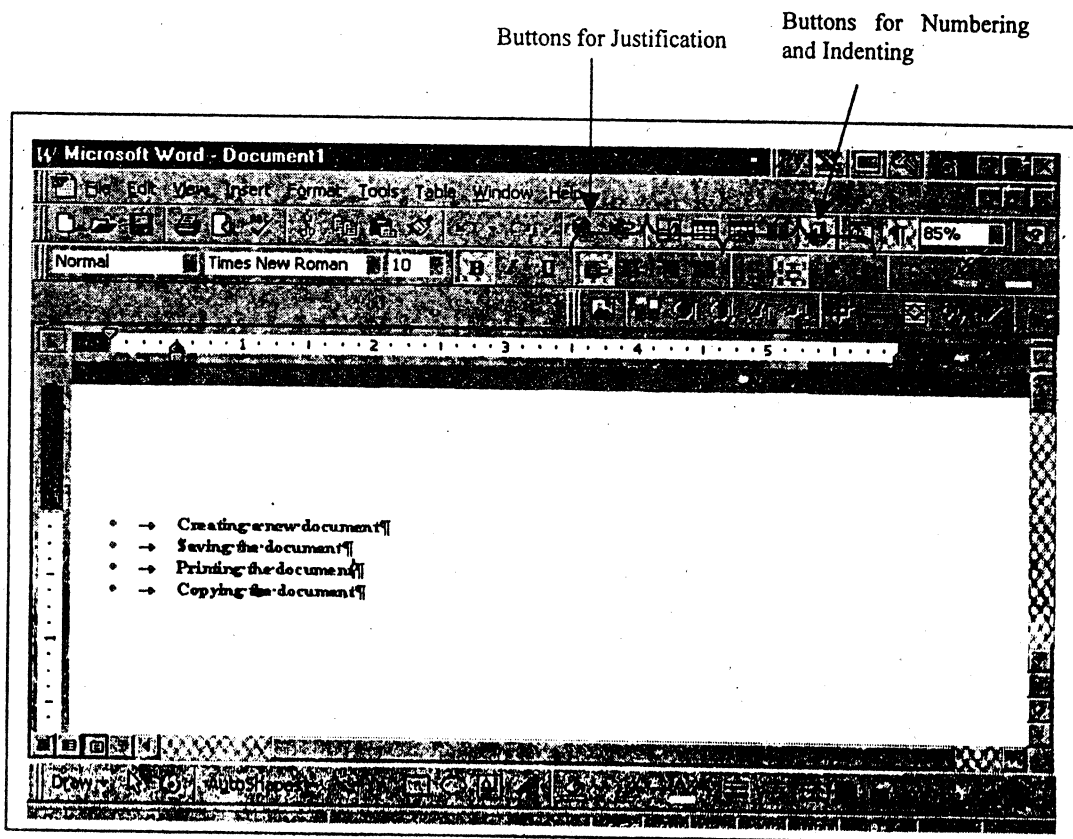 Buttons for Justification
Buttons for Numbering
and Indenting
Microsoft Word - Document1
File Edit View Insert Format Tools Table Window Help
85%
Normal Times New Roman 10 B
1 2 3 4 5
• → Creating·a·new·document¶
• → Saving·the·document¶
• → Printing·the·document¶
• → Copying·the·document¶
1
Draw AutoShapes